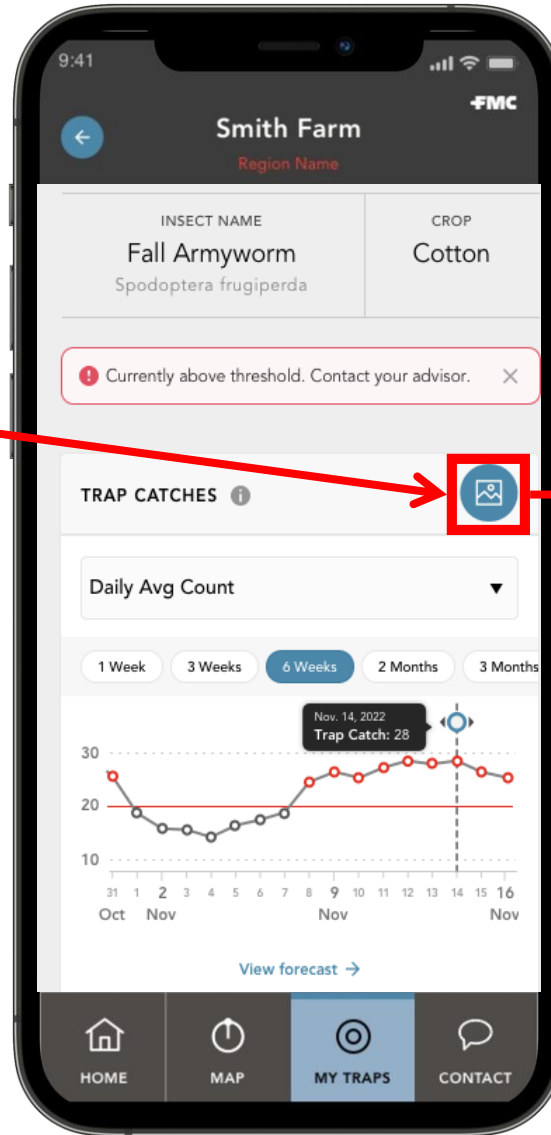 9:41
FMC
Smith Farm
Region Name
INSECT NAME
Fall Armyworm
Spodoptera frugiperda
CROP
Cotton
Currently above threshold. Contact your advisor.
TRAP CATCHES
Daily Avg Count
1 Week 3 Weeks 6 Weeks 2 Months 3 Months
Nov. 14, 2022
Trap Catch: 28
30
20
10
31 1 2 3 4 5 6 7 8 9 10 11 12 13 14 15 16
Oct Nov Nov Nov
View forecast →
HOME MAP MY TRAPS CONTACT